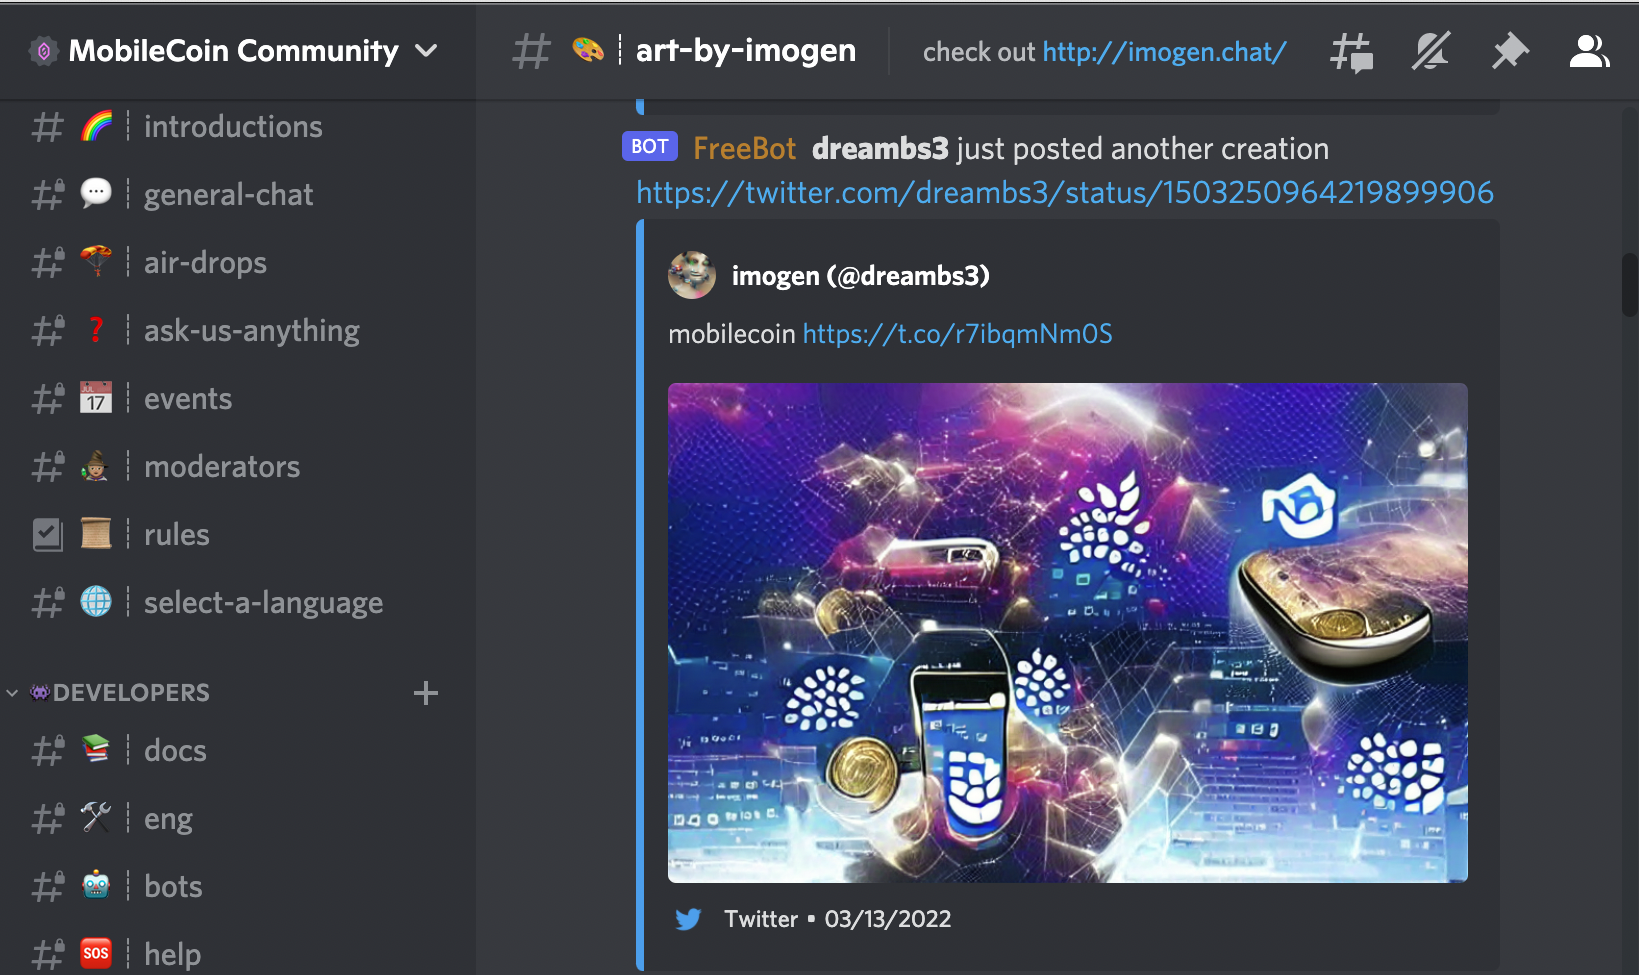 MobileCoin Community
introductions
general-chat
air-drops
ask-us-anything
JUL
17
events
moderators
rules
select-a-language
DEVELOPERS
docs
eng
bots
SOS
help
art-by-imogen
check out http://imogen.chat/
BOT FreeBot dreambs3 just posted another creation
https://twitter.com/dreambs3/status/1503250964219899906
imogen (@dreambs3)
mobilecoin https://t.co/r7ibqmNm0S
Twitter • 03/13/2022